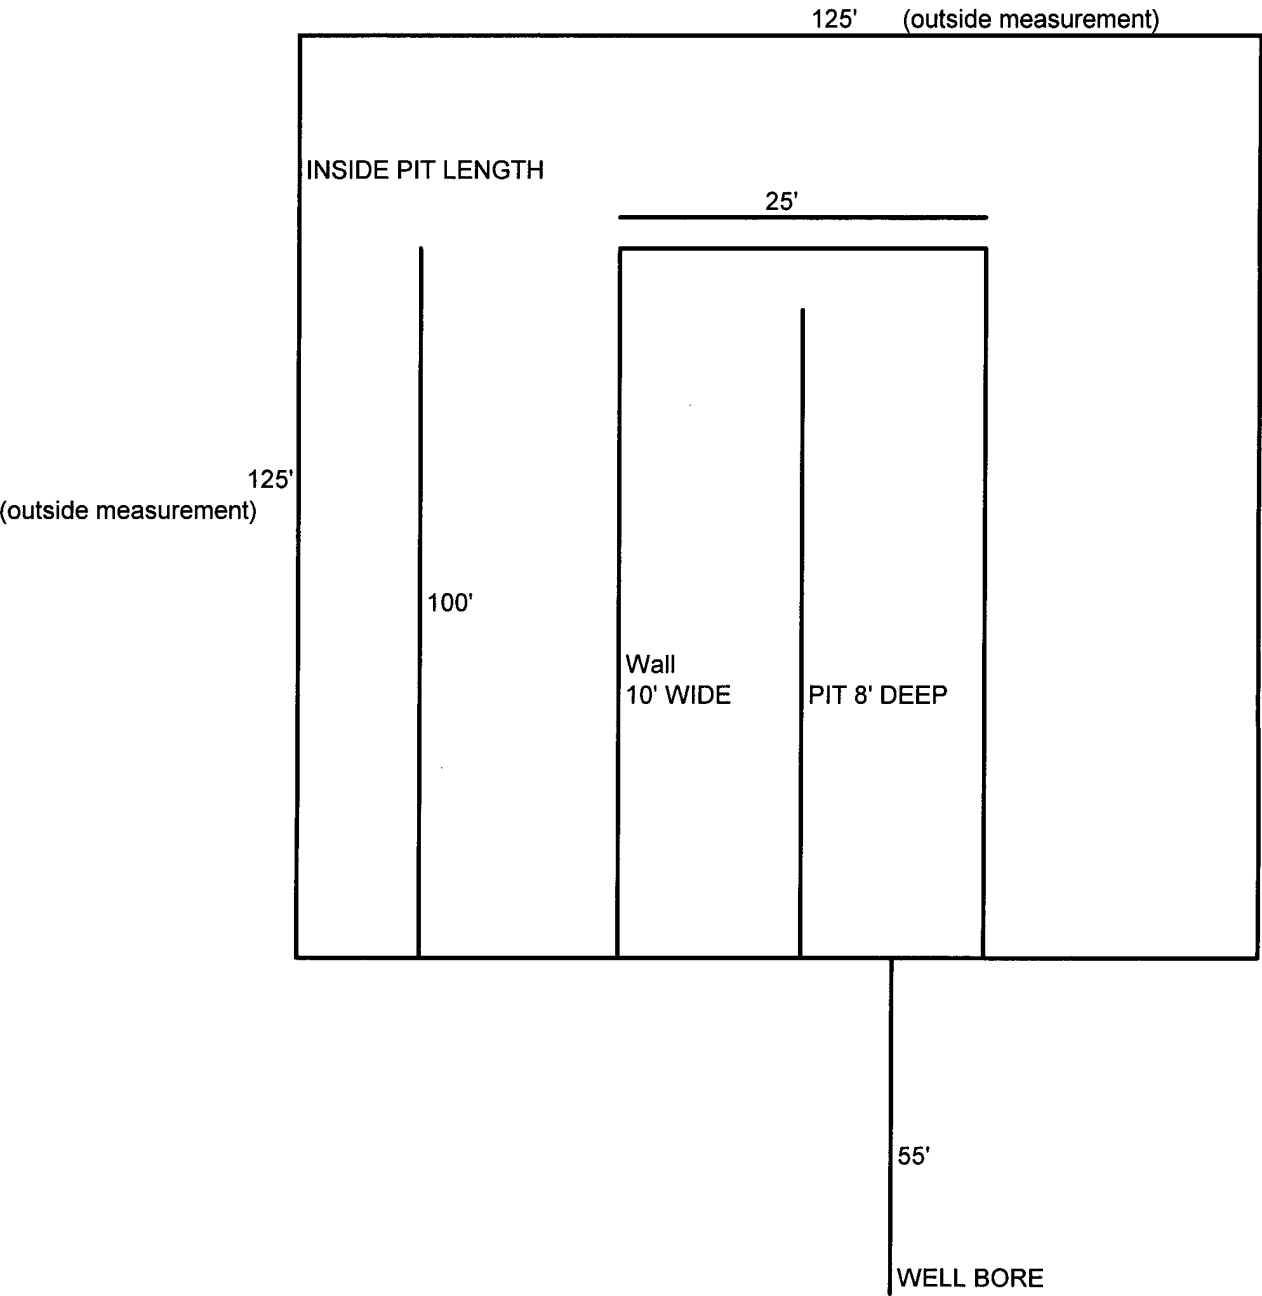 125' (outside measurement)
INSIDE PIT LENGTH
25'
125'
(outside measurement)
100'
Wall
10' WIDE
PIT 8' DEEP
55'
WELL BORE